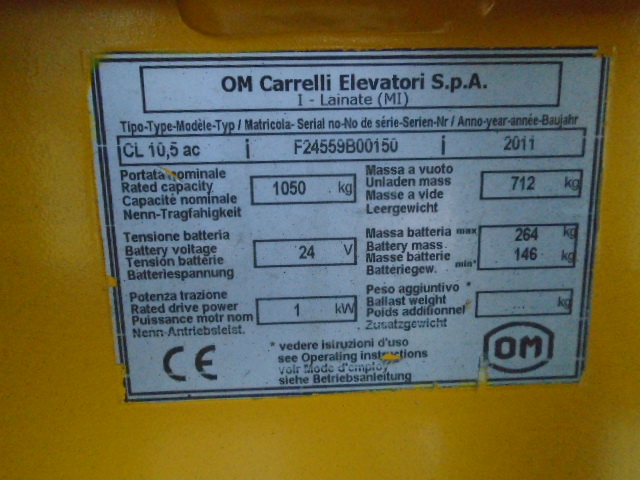 OM Carrelli Elevatori S.p.A.
I - Lainate (MI)
Tipo-Type-Modèle-Typ / Matricola- Serial no-No de série-Serien-Nr / Anno-year-année-Baujahr
CL 10,5 ac F24559B00150 2011
Portata nominale
Rated capacity
Capacité nominale
Nenn-Tragfahigkeit
1050 kg
Massa a vuoto
Uniaden mass
Masse a vide
Leergewicht
712 kg
Tensione batteria
Battery voltage
Tension batterie
Batteriespannung
24 V
Massa batteria max
Battery mass
Masse batterie
Batteriegew. min*
264 kg
146 kg
Potenza trazione
Rated drive power
Puissance motr nom
Nenn-Antriebsleist.
1 kW
Peso aggiuntivo *
Ballast weight
Poids additionnel
Zusatzgewicht
... kg
CE
* vedere istruzioni d'uso
see Operating instructions
voir Mode d'emploi
siehe Betriebsanleitung
OM